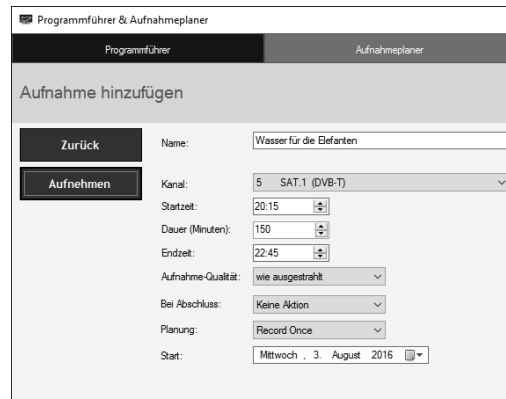 Programmführer & Aufnahmeplaner
Programmführer Aufnahmeplaner
Aufnahme hinzufügen
Zurück
Aufnehmen
Name: Wasser für die Elefanten
Kanal: 5 SAT.1 (DVB-T)
Startzeit: 20:15
Dauer (Minuten): 150
Endzeit: 22:45
Aufnahme-Qualität: wie ausgestrahlt
Bei Abschluss: Keine Aktion
Planung: Record Once
Start: Mittwoch , 3. August 2016